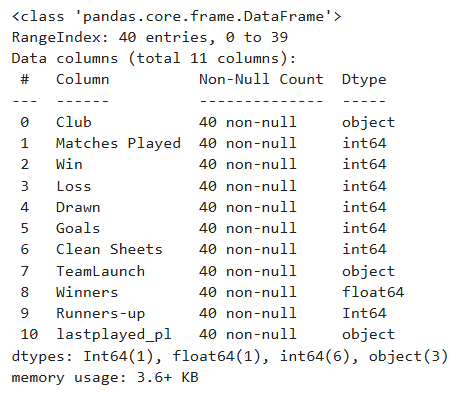 <class 'pandas.core.frame.DataFrame'>
RangeIndex: 40 entries, 0 to 39
Data columns (total 11 columns):
 #   Column          Non-Null Count  Dtype
---  ------          --------------  -----
 0   Club            40 non-null     object
 1   Matches Played  40 non-null     int64
 2   Win             40 non-null     int64
 3   Loss            40 non-null     int64
 4   Drawn           40 non-null     int64
 5   Goals           40 non-null     int64
 6   Clean Sheets    40 non-null     int64
 7   TeamLaunch      40 non-null     object
 8   Winners         40 non-null     float64
 9   Runners-up      40 non-null     Int64
 10  lastplayed_pl   40 non-null     object
dtypes: Int64(1), float64(1), int64(6), object(3)
memory usage: 3.6+ KB